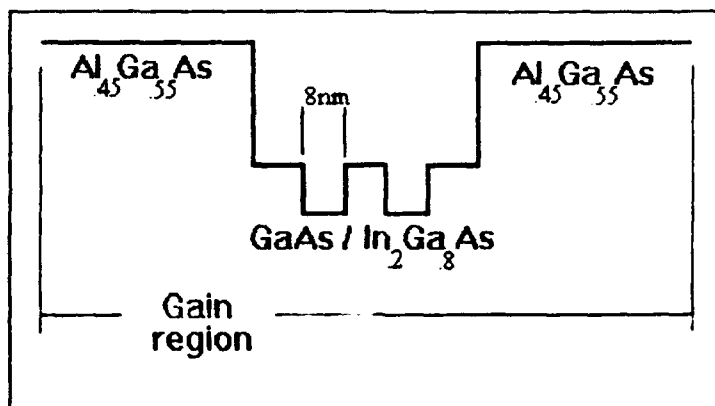 Al.45Ga.55As
Al.45Ga.55As
8nm
GaAs / In.2Ga.8As
Gain
region